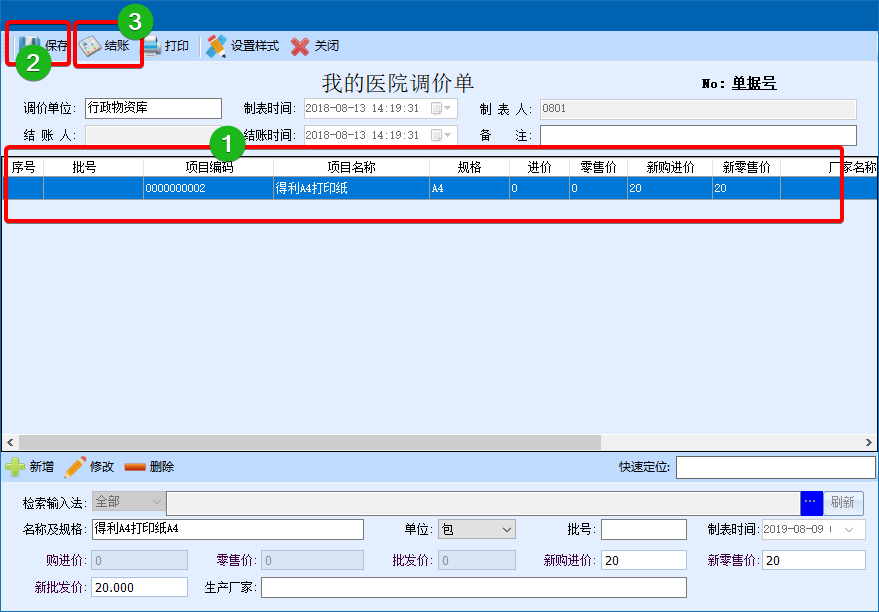 3
保存 结账 打印 设置样式 关闭
2
我的医院调价单 No: 单据号
调价单位: 行政物资库 制表时间: 2018-08-13 14:19:31 制 表 人: 0801
结 账 人: 结账时间: 2018-08-13 14:19:31 备 注:
1
序号 批号 项目编码 项目名称 规格 进价 零售价 新购进价 新零售价 厂家名称
0000000002 得利A4打印纸 A4 0 0 20 20
新增 修改 删除 快速定位:
检索输入法: 全部 ... 刷新
名称及规格: 得利A4打印纸A4 单位: 包 批号: 制表时间: 2019-08-09
购进价: 0 零售价: 0 批发价: 0 新购进价: 20 新零售价: 20
新批发价: 20.000 生产厂家: